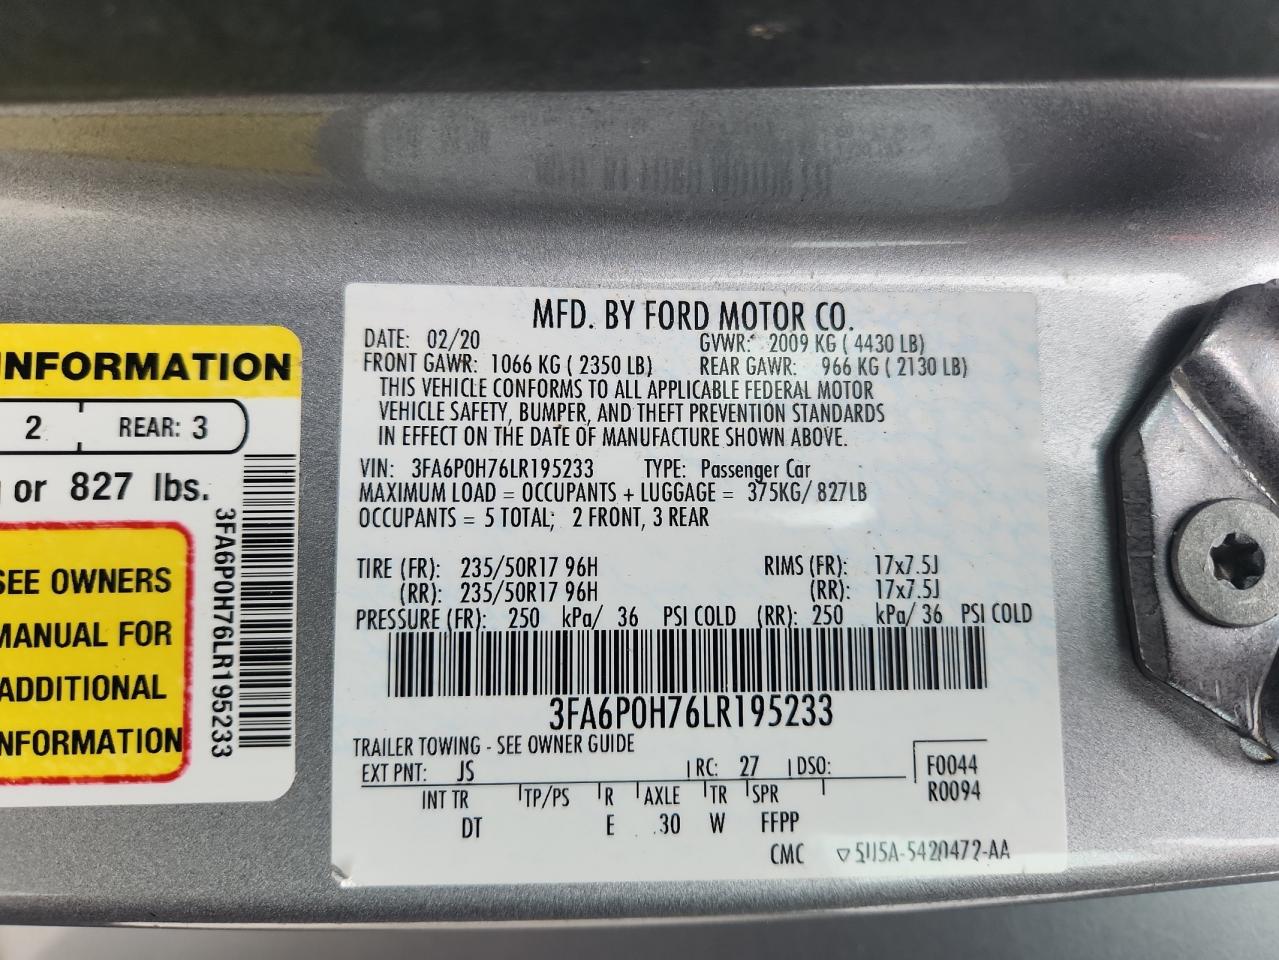 MFD. BY FORD MOTOR CO.
DATE: 02/20 GVWR: 2009 KG ( 4430 LB)
FRONT GAWR: 1066 KG ( 2350 LB) REAR GAWR: 966 KG ( 2130 LB)
THIS VEHICLE CONFORMS TO ALL APPLICABLE FEDERAL MOTOR
VEHICLE SAFETY, BUMPER, AND THEFT PREVENTION STANDARDS
IN EFFECT ON THE DATE OF MANUFACTURE SHOWN ABOVE.
VIN: 3FA6P0H76LR195233 TYPE: Passenger Car
MAXIMUM LOAD = OCCUPANTS + LUGGAGE = 375KG/ 827LB
OCCUPANTS = 5 TOTAL; 2 FRONT, 3 REAR
TIRE (FR): 235/50R17 96H RIMS (FR): 17x7.5J
(RR): 235/50R17 96H (RR): 17x7.5J
PRESSURE (FR): 250 kPa/ 36 PSI COLD (RR): 250 kPa/ 36 PSI COLD
3FA6P0H76LR195233
TRAILER TOWING - SEE OWNER GUIDE
EXT PNT: JS RC: 27 DSO: F0044
INT TR TP/PS R AXLE TR SPR R0094
DT E 30 W FFPP
CMC ▽5U5A-5420472-AA
NFORMATION
2 REAR: 3
or 827 lbs.
SEE OWNERS
MANUAL FOR
ADDITIONAL
NFORMATION
3FA6P0H76LR195233